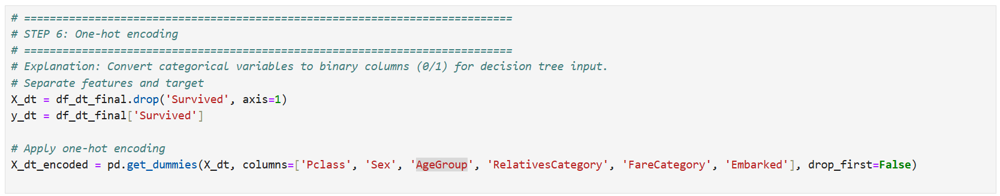 # ============================================================================
# STEP 6: One-hot encoding
# ============================================================================
# Explanation: Convert categorical variables to binary columns (0/1) for decision tree input.
# Separate features and target
X_dt = df_dt_final.drop('Survived', axis=1)
y_dt = df_dt_final['Survived']
# Apply one-hot encoding
X_dt_encoded = pd.get_dummies(X_dt, columns=['Pclass', 'Sex', 'AgeGroup', 'RelativesCategory', 'FareCategory', 'Embarked'], drop_first=False)